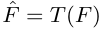 F̂ = T(F)